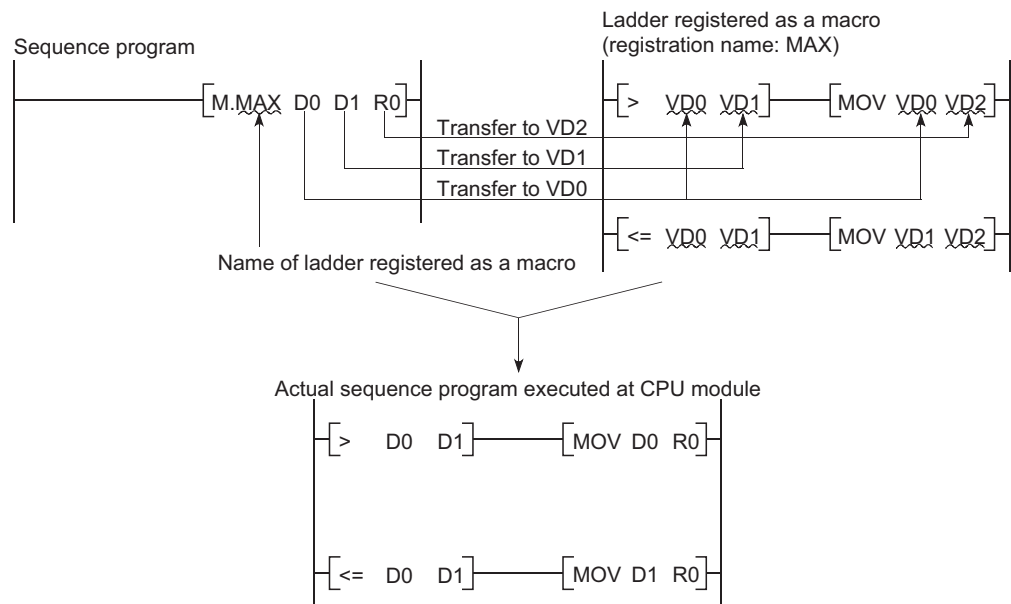 Sequence program
Ladder registered as a macro
(registration name: MAX)
M.MAX D0 D1 R0
> VD0 VD1 MOV VD0 VD2
Transfer to VD2
Transfer to VD1
Transfer to VD0
<= VD0 VD1 MOV VD1 VD2
Name of ladder registered as a macro
Actual sequence program executed at CPU module
> D0 D1 MOV D0 R0
<= D0 D1 MOV D1 R0